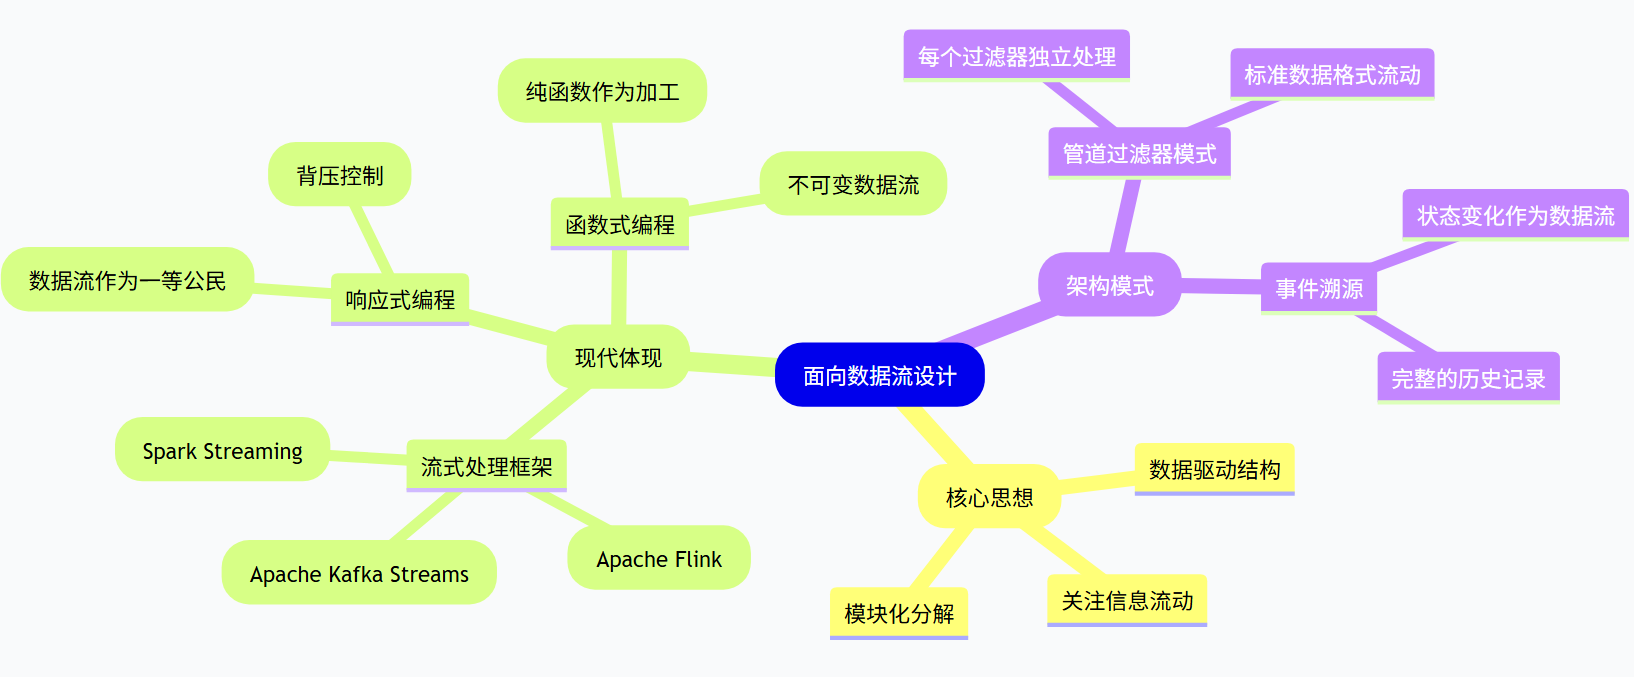 每个过滤器独立处理
标准数据格式流动
纯函数作为加工
管道过滤器模式
背压控制
不可变数据流
函数式编程
状态变化作为数据流
数据流作为一等公民
响应式编程
架构模式
事件溯源
现代体现
面向数据流设计
完整的历史记录
Spark Streaming
流式处理框架
数据驱动结构
核心思想
Apache Kafka Streams
Apache Flink
模块化分解
关注信息流动